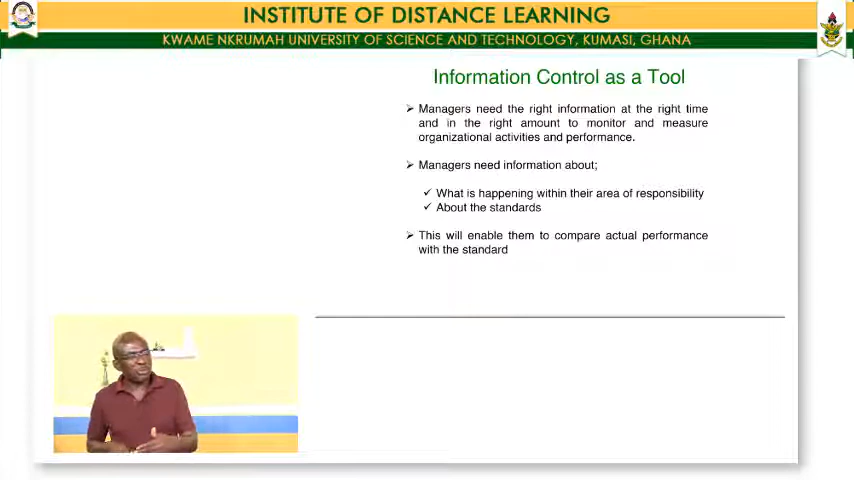 INSTITUTE OF DISTANCE LEARNING
KWAME NKRUMAH UNIVERSITY OF SCIENCE AND TECHNOLOGY, KUMASI, GHANA
Information Control as a Tool
➢ Managers need the right information at the right time
and in the right amount to monitor and measure
organizational activities and performance.
➢ Managers need information about;
✓ What is happening within their area of responsibility
✓ About the standards
➢ This will enable them to compare actual performance
with the standard